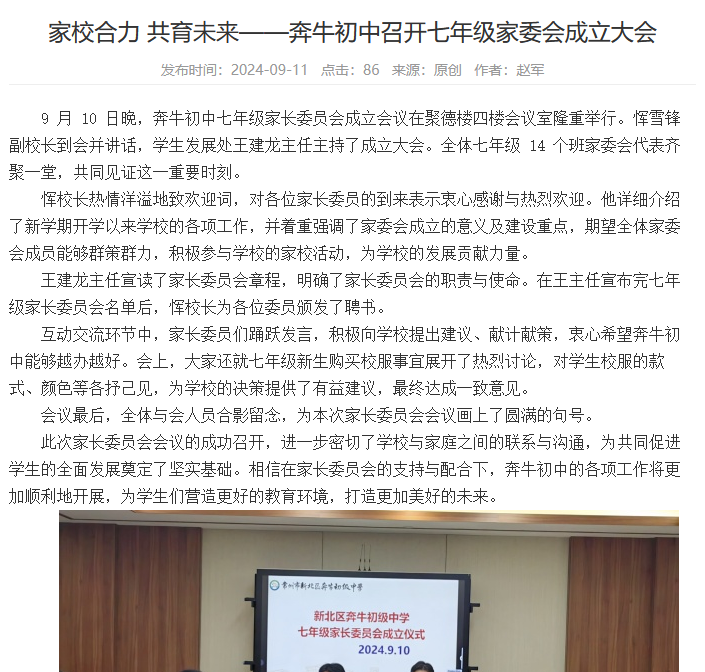 家校合力 共育未来——奔牛初中召开七年级家委会成立大会
发布时间：2024-09-11 点击：86 来源：原创 作者：赵军
9 月 10 日晚，奔牛初中七年级家长委员会成立会议在聚德楼四楼会议室隆重举行。恽雪锋
副校长到会并讲话，学生发展处王建龙主任主持了成立大会。全体七年级 14 个班家委会代表齐
聚一堂，共同见证这一重要时刻。
恽校长热情洋溢地致欢迎词，对各位家长委员的到来表示衷心感谢与热烈欢迎。他详细介绍
了新学期开学以来学校的各项工作，并着重强调了家委会成立的意义及建设重点，期望全体家委
会成员能够群策群力，积极参与学校的家校活动，为学校的发展贡献力量。
王建龙主任宣读了家长委员会章程，明确了家长委员会的职责与使命。在王主任宣布完七年
级家长委员会名单后，恽校长为各位委员颁发了聘书。
互动交流环节中，家长委员们踊跃发言，积极向学校提出建议、献计献策，衷心希望奔牛初
中能够越办越好。会上，大家还就七年级新生购买校服事宜展开了热烈讨论，对学生校服的款
式、颜色等各抒己见，为学校的决策提供了有益建议，最终达成一致意见。
会议最后，全体与会人员合影留念，为本次家长委员会会议画上了圆满的句号。
此次家长委员会会议的成功召开，进一步密切了学校与家庭之间的联系与沟通，为共同促进
学生的全面发展奠定了坚实基础。相信在家长委员会的支持与配合下，奔牛初中的各项工作将更
加顺利地开展，为学生们营造更好的教育环境，打造更加美好的未来。
常州市新北区奔牛初级中学
新北区奔牛初级中学
七年级家长委员会成立仪式
2024.9.10